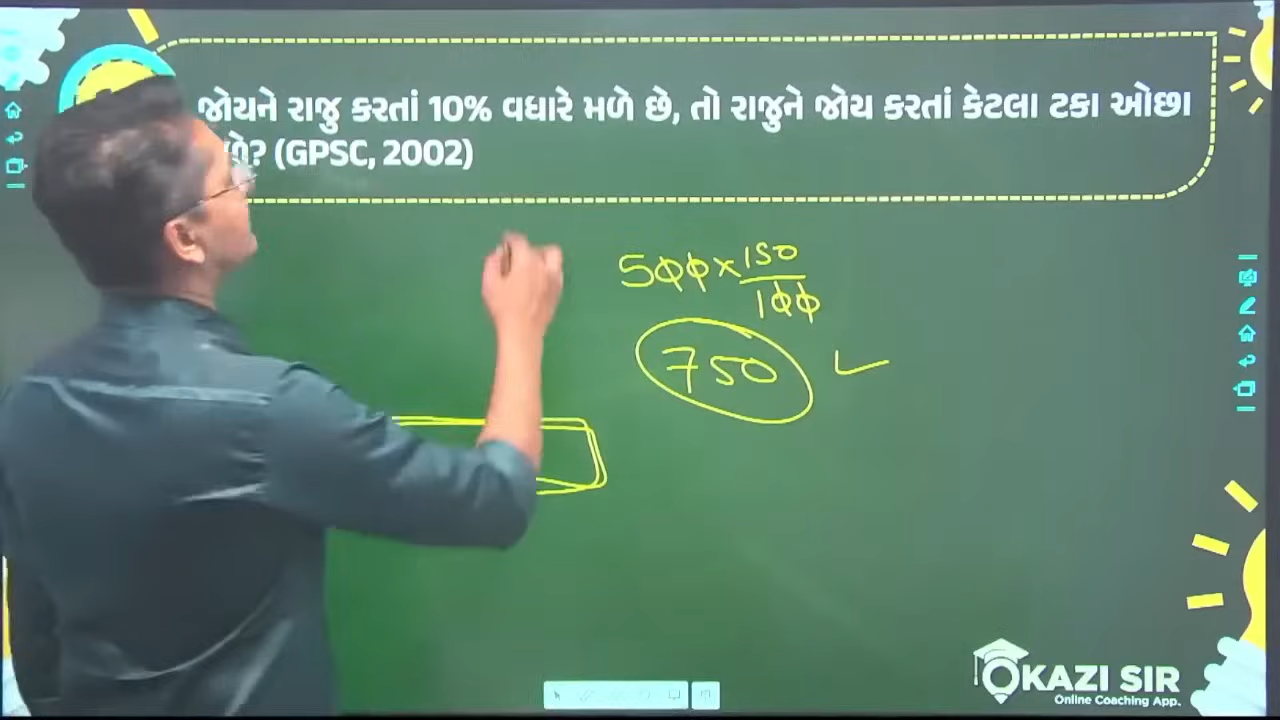 જોયને રાજુ કરતાં 10% વધારે મળે છે, તો રાજુને જોય કરતાં કેટલા ટકા ઓછા
(GPSC, 2002)
500 × 150
100
750
KAZI SIR
Online Coaching App.